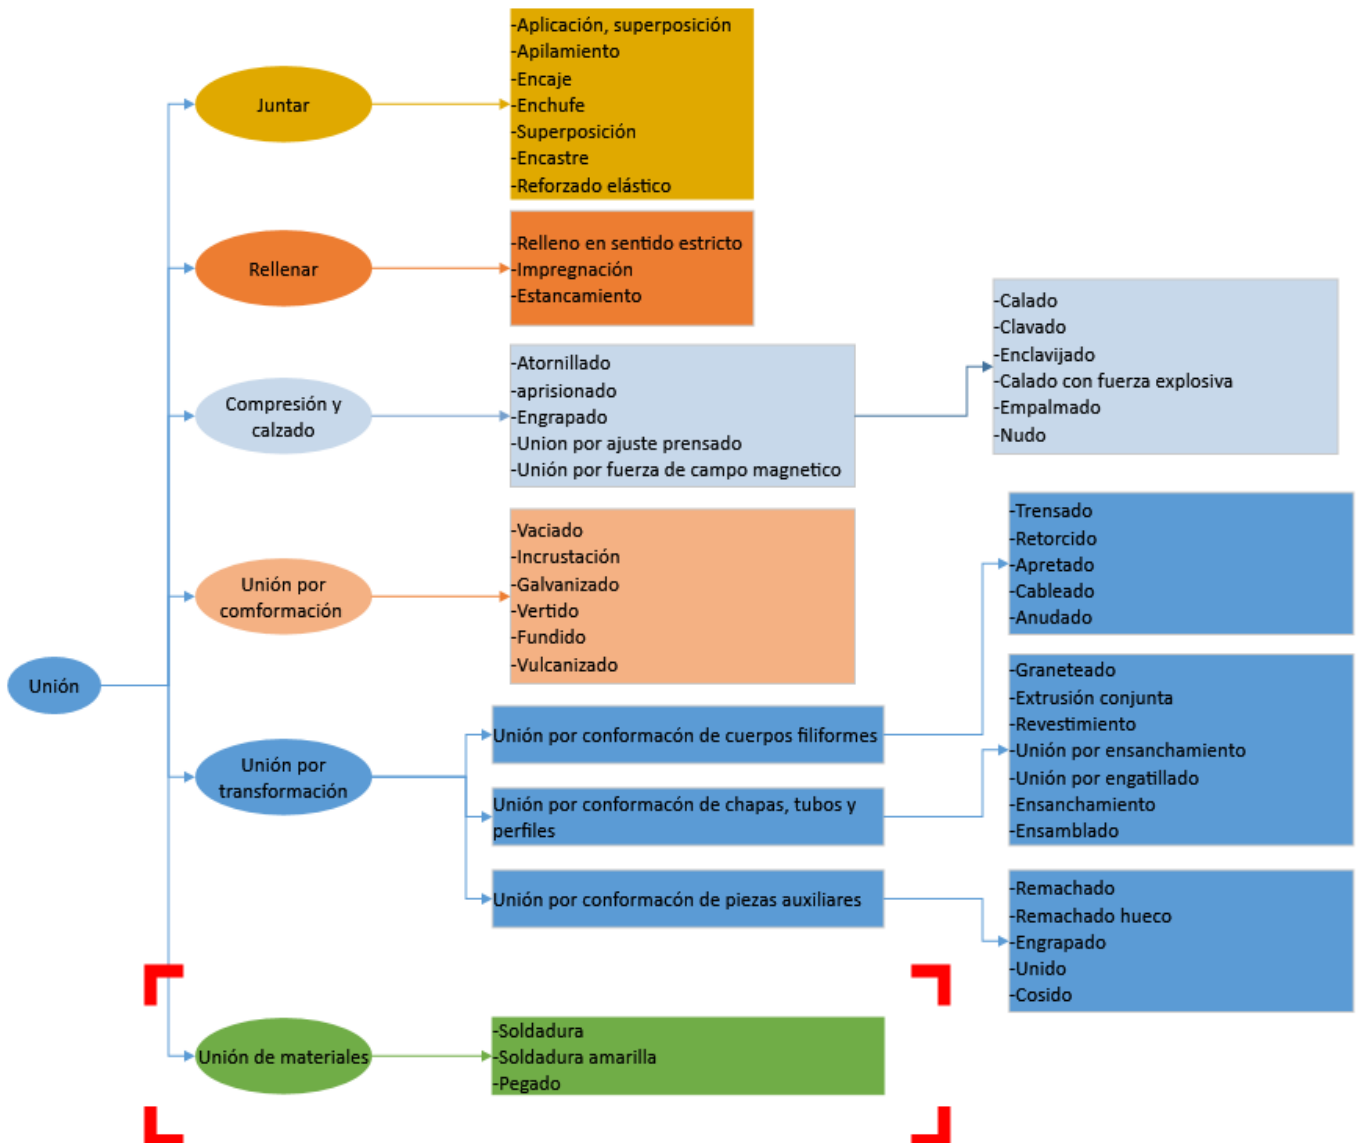 -Aplicación, superposición
-Apilamiento
-Encaje
-Enchufe
-Superposición
-Encastre
-Reforzado elástico
Juntar
Rellenar
-Relleno en sentido estricto
-Impregnación
-Estancamiento
Compresión y
calzado
-Atornillado
-aprisionado
-Engrapado
-Union por ajuste prensado
-Unión por fuerza de campo magnetico
-Calado
-Clavado
-Enclavijado
-Calado con fuerza explosiva
-Empalmado
-Nudo
Unión por
comformación
-Vaciado
-Incrustación
-Galvanizado
-Vertido
-Fundido
-Vulcanizado
Unión
Unión por
transformación
Unión por conformacón de cuerpos filiformes
-Trensado
-Retorcido
-Apretado
-Cableado
-Anudado
Unión por conformacón de chapas, tubos y
perfiles
-Graneteado
-Extrusión conjunta
-Revestimiento
-Unión por ensanchamiento
-Unión por engatillado
-Ensanchamiento
-Ensamblado
Unión por conformacón de piezas auxiliares
-Remachado
-Remachado hueco
-Engrapado
-Unido
-Cosido
Unión de materiales
-Soldadura
-Soldadura amarilla
-Pegado